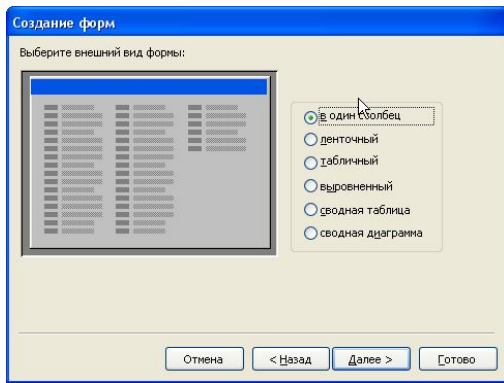 Создание форм
Выберите внешний вид формы:
в один столбец
ленточный
табличный
выровненный
сводная таблица
сводная диаграмма
Отмена
< Назад
Далее >
Готово